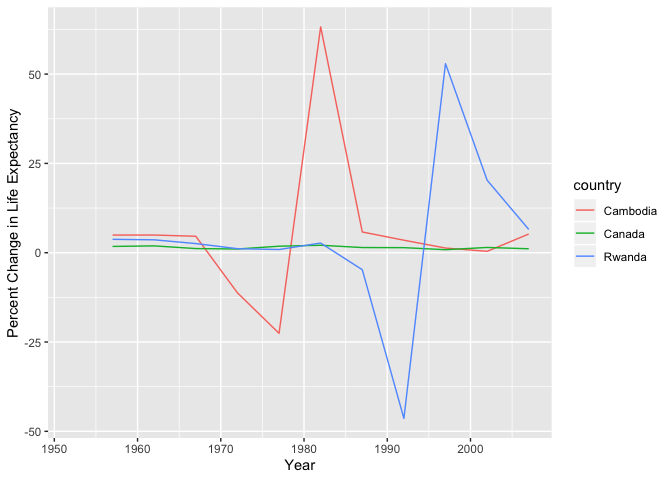 Percent Change in Life Expectancy
50
25
0
-25
-50
1950 1960 1970 1980 1990 2000
Year
country
Cambodia
Canada
Rwanda